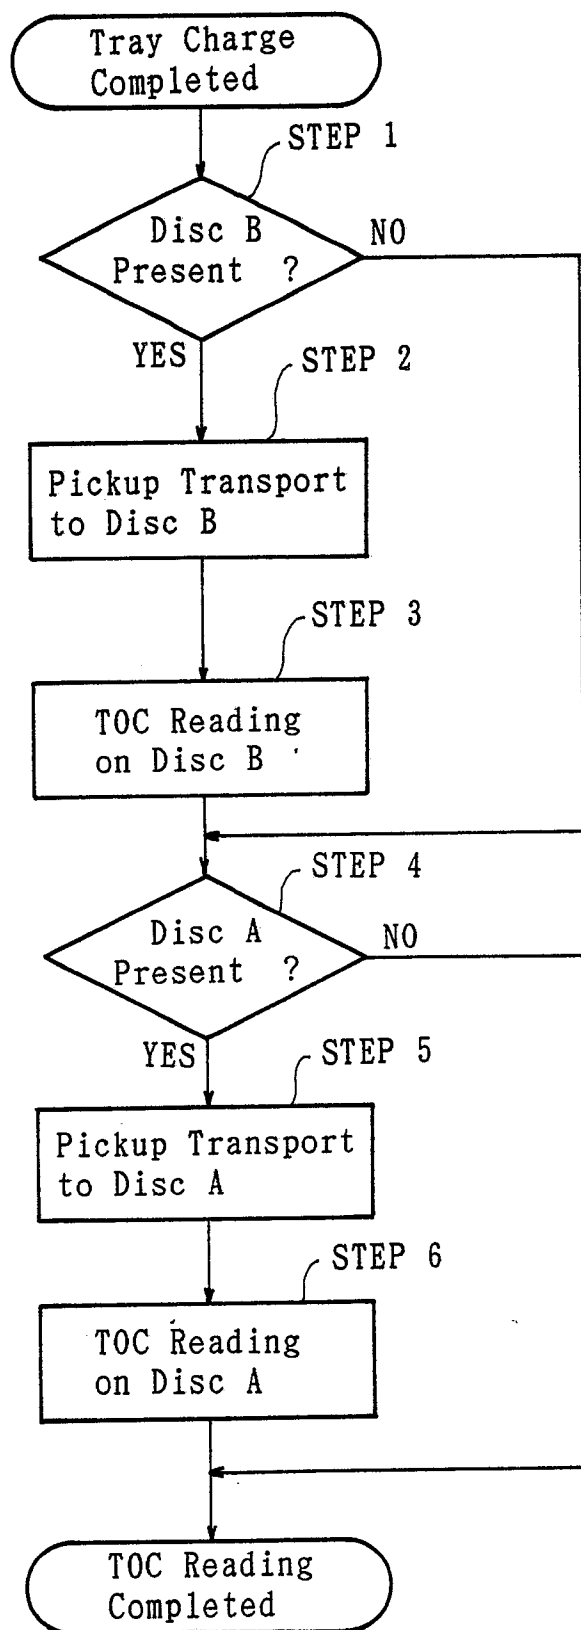 Tray Charge
Completed
STEP 1
Disc B
Present ?
NO
YES
STEP 2
Pickup Transport
to Disc B
STEP 3
TOC Reading
on Disc B
STEP 4
Disc A
Present ?
NO
YES
STEP 5
Pickup Transport
to Disc A
STEP 6
TOC Reading
on Disc A
TOC Reading
Completed